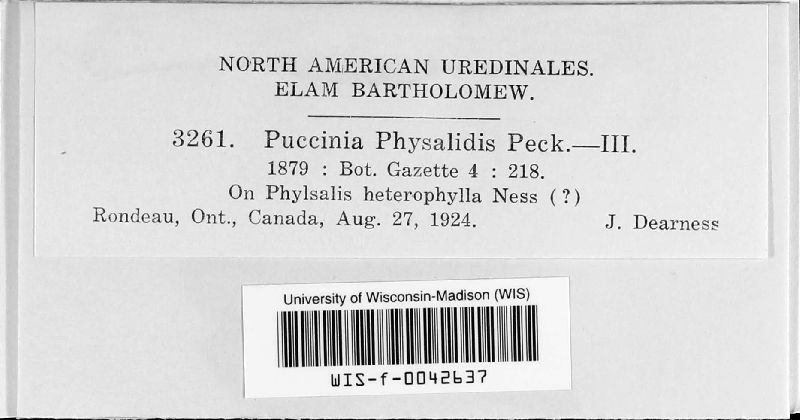 NORTH AMERICAN UREDINALES.
ELAM BARTHOLOMEW.
3261. Puccinia Physalidis Peck.—III.
1879 : Bot. Gazette 4 : 218.
On Phylsalis heterophylla Ness (?)
Rondeau, Ont., Canada, Aug. 27, 1924. J. Dearness
University of Wisconsin-Madison (WIS)
WIS-f-0042637